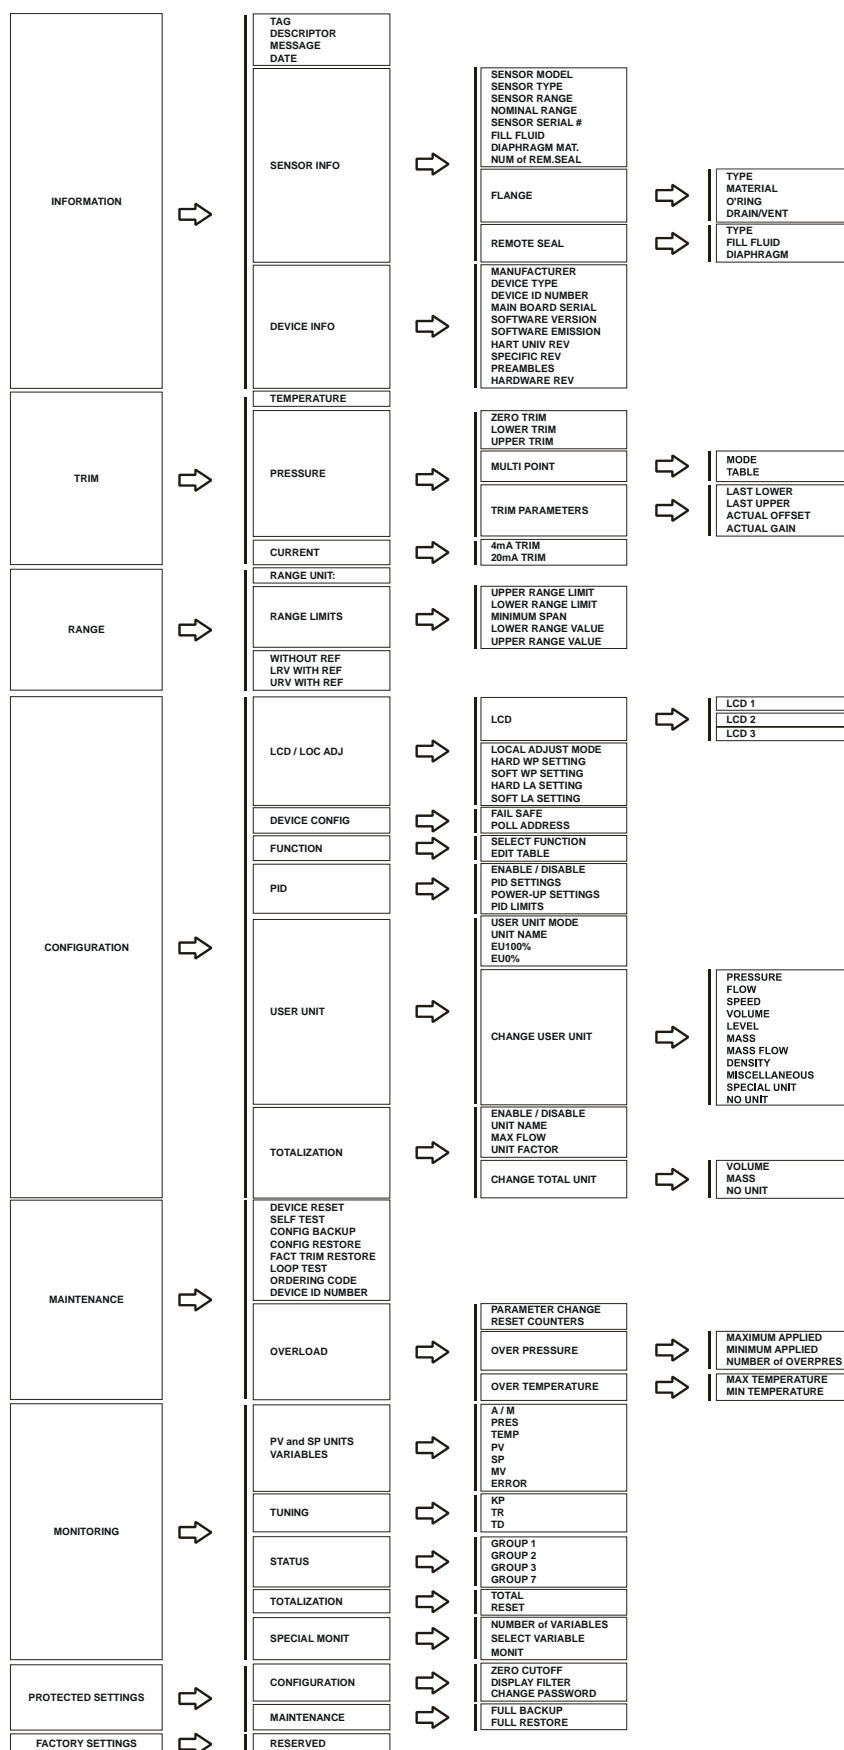 INFORMATION
TAG
DESCRIPTOR
MESSAGE
DATE
SENSOR INFO
SENSOR MODEL
SENSOR TYPE
SENSOR RANGE
NOMINAL RANGE
SENSOR SERIAL #
FILL FLUID
DIAPHRAGM MAT.
NUM of REM.SEAL
FLANGE
TYPE
MATERIAL
O'RING
DRAIN/VENT
REMOTE SEAL
TYPE
FILL FLUID
DIAPHRAGM
DEVICE INFO
MANUFACTURER
DEVICE TYPE
DEVICE ID NUMBER
MAIN BOARD SERIAL
SOFTWARE VERSION
SOFTWARE EMISSION
HART UNIV REV
SPECIFIC REV
PREAMBLES
HARDWARE REV
TRIM
TEMPERATURE
PRESSURE
ZERO TRIM
LOWER TRIM
UPPER TRIM
MULTI POINT
MODE
TABLE
TRIM PARAMETERS
LAST LOWER
LAST UPPER
ACTUAL OFFSET
ACTUAL GAIN
CURRENT
4mA TRIM
20mA TRIM
RANGE
RANGE UNIT:
RANGE LIMITS
UPPER RANGE LIMIT
LOWER RANGE LIMIT
MINIMUM SPAN
LOWER RANGE VALUE
UPPER RANGE VALUE
WITHOUT REF
LRV WITH REF
URV WITH REF
CONFIGURATION
LCD / LOC ADJ
LCD
LCD 1
LCD 2
LCD 3
LOCAL ADJUST MODE
HARD WP SETTING
SOFT WP SETTING
HARD LA SETTING
SOFT LA SETTING
DEVICE CONFIG
FAIL SAFE
POLL ADDRESS
FUNCTION
SELECT FUNCTION
EDIT TABLE
PID
ENABLE / DISABLE
PID SETTINGS
POWER-UP SETTINGS
PID LIMITS
USER UNIT
USER UNIT MODE
UNIT NAME
EU100%
EU0%
CHANGE USER UNIT
PRESSURE
FLOW
SPEED
VOLUME
LEVEL
MASS
MASS FLOW
DENSITY
MISCELLANEOUS
SPECIAL UNIT
NO UNIT
TOTALIZATION
ENABLE / DISABLE
UNIT NAME
MAX FLOW
UNIT FACTOR
CHANGE TOTAL UNIT
VOLUME
MASS
NO UNIT
MAINTENANCE
DEVICE RESET
SELF TEST
CONFIG BACKUP
CONFIG RESTORE
FACT TRIM RESTORE
LOOP TEST
ORDERING CODE
DEVICE ID NUMBER
OVERLOAD
PARAMETER CHANGE
RESET COUNTERS
OVER PRESSURE
MAXIMUM APPLIED
MINIMUM APPLIED
NUMBER of OVERPRES
OVER TEMPERATURE
MAX TEMPERATURE
MIN TEMPERATURE
MONITORING
PV and SP UNITS
VARIABLES
A / M
PRES
TEMP
PV
SP
MV
ERROR
TUNING
KP
TR
TD
STATUS
GROUP 1
GROUP 2
GROUP 3
GROUP 7
TOTALIZATION
TOTAL
RESET
SPECIAL MONIT
NUMBER of VARIABLES
SELECT VARIABLE
MONIT
PROTECTED SETTINGS
CONFIGURATION
ZERO CUTOFF
DISPLAY FILTER
CHANGE PASSWORD
MAINTENANCE
FULL BACKUP
FULL RESTORE
FACTORY SETTINGS
RESERVED